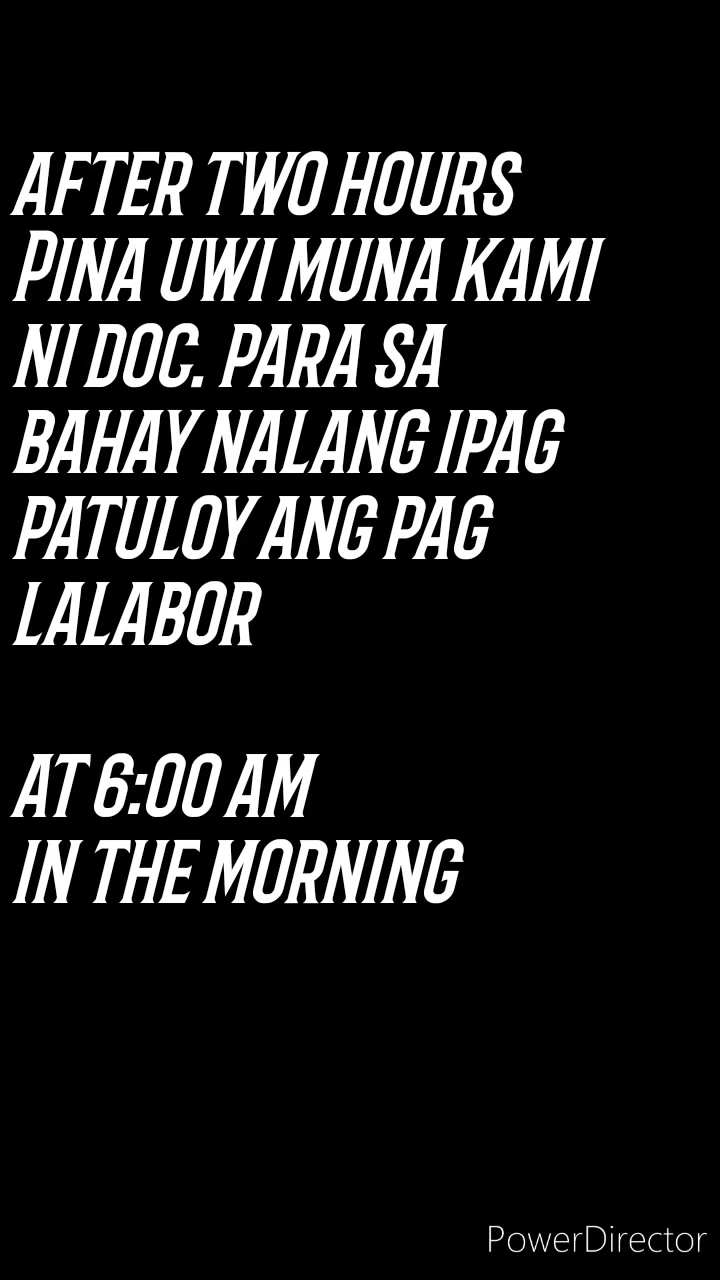 AFTER TWO HOURS
PINA UWI MUNA KAMI
NI DOC. PARA SA
BAHAY NALANG IPAG
PATULOY ANG PAG
LALABOR
AT 6:00 AM
IN THE MORNING
PowerDirector